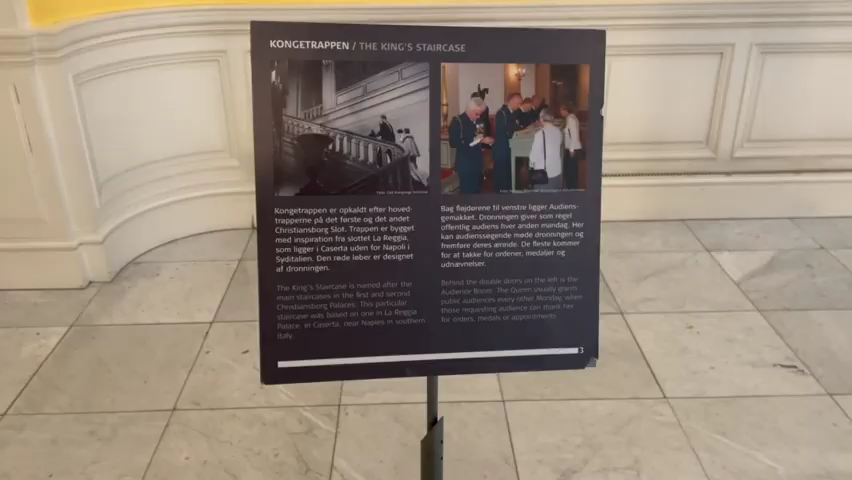 KONGETRAPPEN / THE KING'S STAIRCASE
Kongetrappen er opkaldt efter hoved-
trapperne på det første og det andet
Christiansborg Slot. Trappen er bygget
med inspiration fra slottet La Reggia,
som ligger i Caserta uden for Napoli i
Syditalien. Den røde løber er designet
af dronningen.
The King's Staircase is named after the
main staircases in the first and second
Christiansborg Palaces. This particular
staircase was based on one in La Reggia
Palace, in Caserta, near Naples in southern
Italy.
Bag fløjdørene til venstre ligger Audiens-
gemakket. Dronningen giver som regel
offentlig audiens hver anden mandag. Her
kan audienssøgende møde dronningen og
fremføre deres ærinde. De fleste kommer
for at takke for ordener, medaljer og
udnævnelser.
Behind the double doors on the left is the
Audience Room. The Queen usually grants
public audiences every other Monday when
those requesting audience can thank her
for orders, medals or appointments.
3